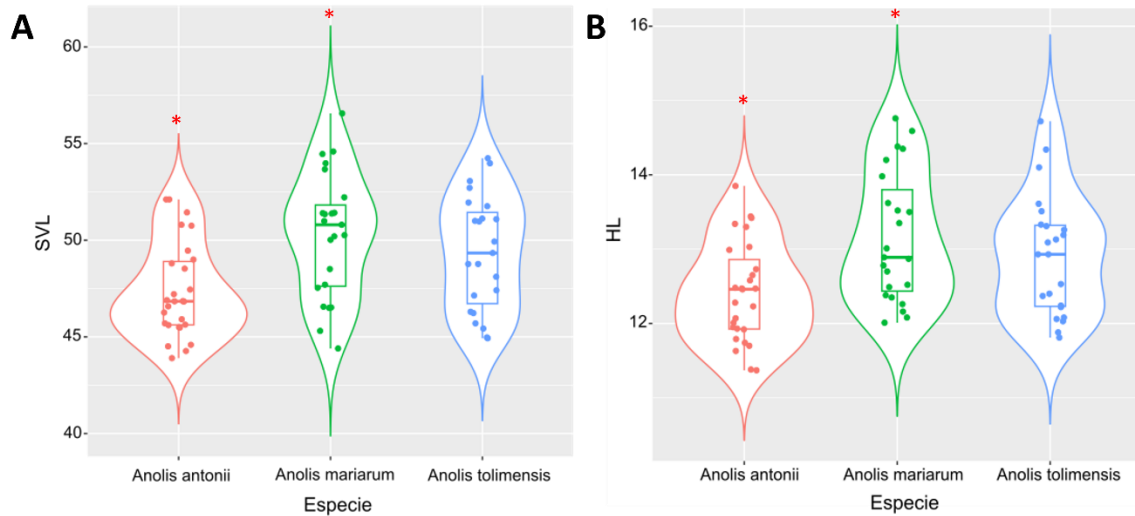 A
SVL
60
55
50
45
40
*
*
Anolis antonii
Anolis mariarum
Anolis tolimensis
Especie
B
HL
16
14
12
*
*
Anolis antonii
Anolis mariarum
Anolis tolimensis
Especie